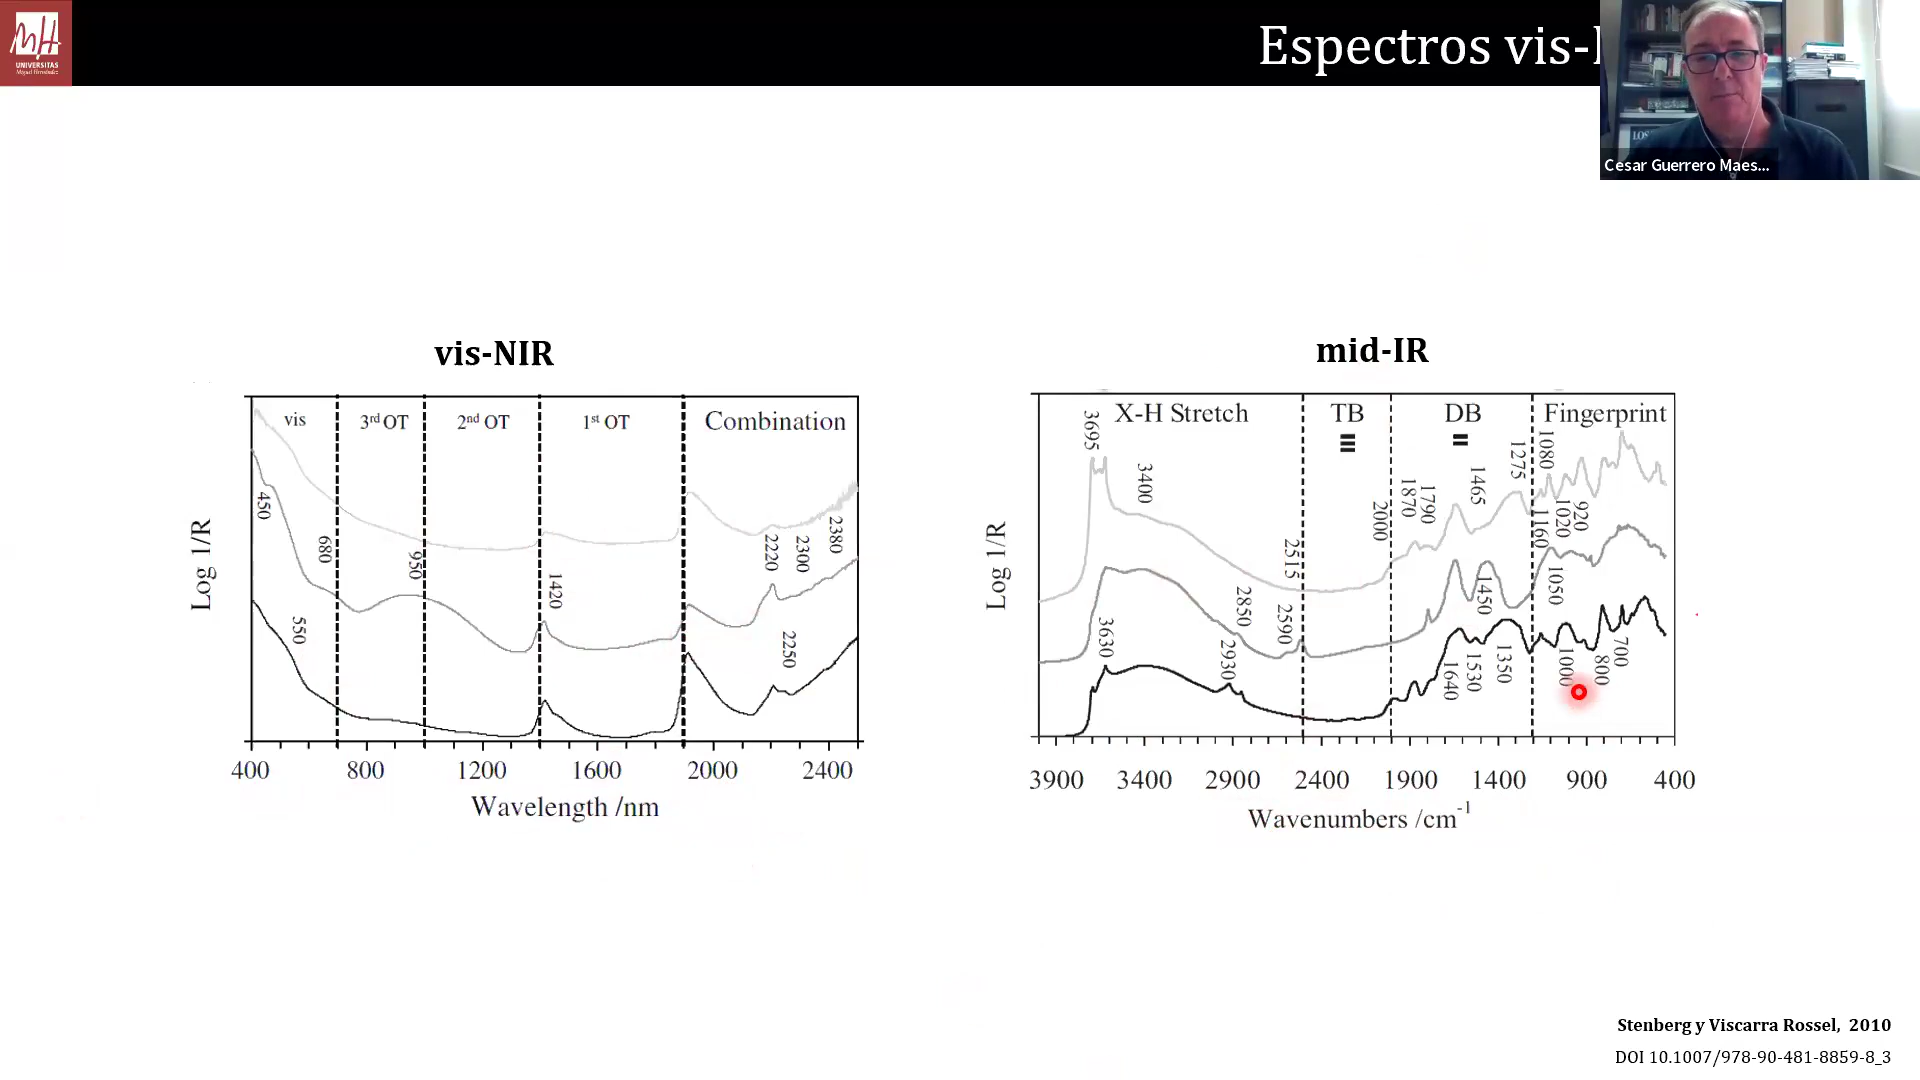 UNIVERSITAS
Miguel Hernández
Espectros vis-
LOS
Cesar Guerrero Maes...
vis-NIR
mid-IR
vis
3rd OT
2nd OT
1st OT
Combination
450
680
950
550
1420
2220
2300
2380
2250
Log 1/R
400 800 1200 1600 2000 2400
Wavelength /nm
X-H Stretch
TB
DB
Fingerprint
3695
3400
2515
2000
1870
1790
1465
1275
1080
1160
1020
920
3630
2930
2850
2590
1450
1050
1640
1530
1350
1000
800
700
Log 1/R
3900 3400 2900 2400 1900 1400 900 400
Wavenumbers /cm-1
Stenberg y Viscarra Rossel, 2010
DOI 10.1007/978-90-481-8859-8_3